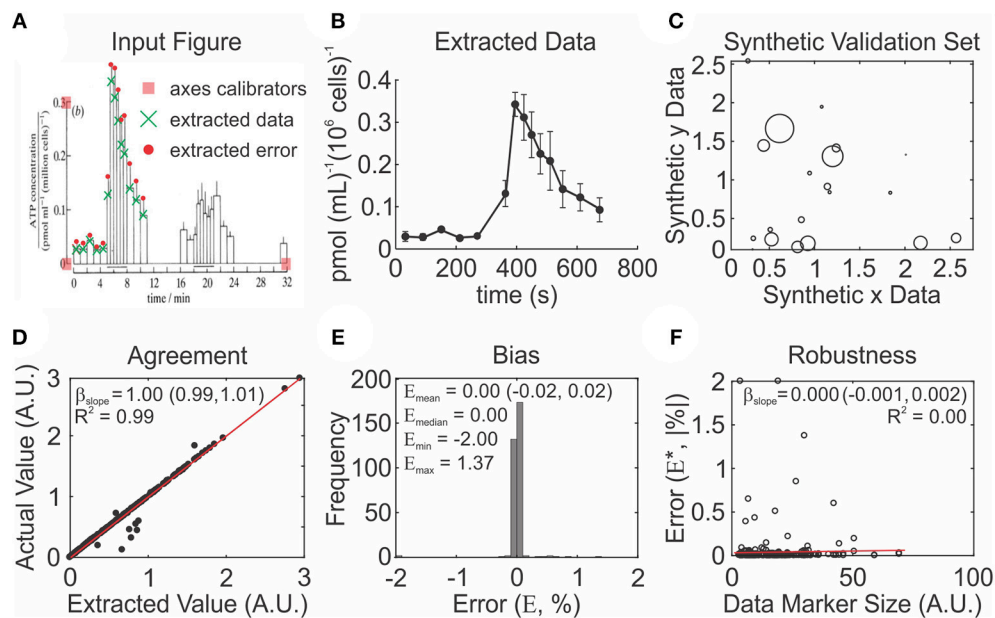 A
Input Figure
axes calibrators
extracted data
extracted error
(b)
ATP concentration
(pmol ml⁻¹) (million cells)⁻¹
0.3
0.2
0.1
0
0 4 8 12 16 20 24 28 32
time / min
B
Extracted Data
pmol (mL)⁻¹(10⁶ cells)⁻¹
0.4
0.3
0.2
0.1
0
0 200 400 600 800
time (s)
C
Synthetic Validation Set
Synthetic y Data
2.5
2
1.5
1
0.5
0
0.5 1 1.5 2 2.5
Synthetic x Data
D
Agreement
βslope = 1.00 (0.99,1.01)
R² = 0.99
Actual Value (A.U.)
3
2
1
0
0 1 2 3
Extracted Value (A.U.)
E
Bias
Emean = 0.00 (-0.02, 0.02)
Emedian = 0.00
Emin = -2.00
Emax = 1.37
Frequency
200
150
100
50
0
-2 -1 0 1 2
Error (E, %)
F
Robustness
βslope = 0.000 (-0.001, 0.002)
R² = 0.00
Error (E*, |%|)
2
1.5
1
0.5
0
0 50 100
Data Marker Size (A.U.)